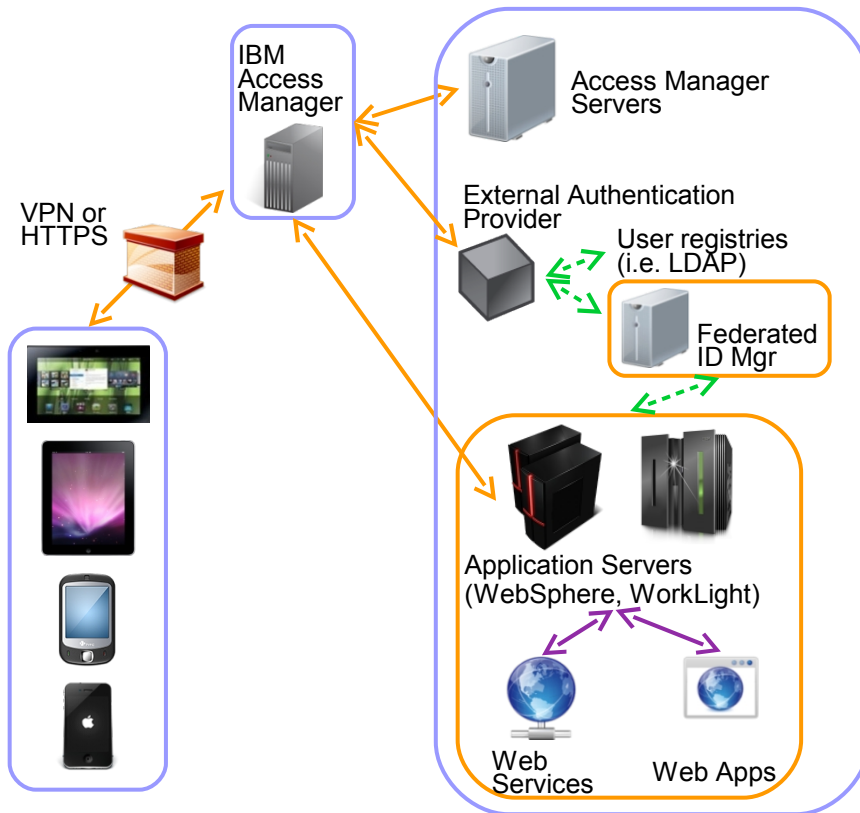 IBM
Access
Manager
Access Manager
Servers
VPN or
HTTPS
External Authentication
Provider
User registries
(i.e. LDAP)
Federated
ID Mgr
Application Servers
(WebSphere, WorkLight)
Web
Services
Web Apps